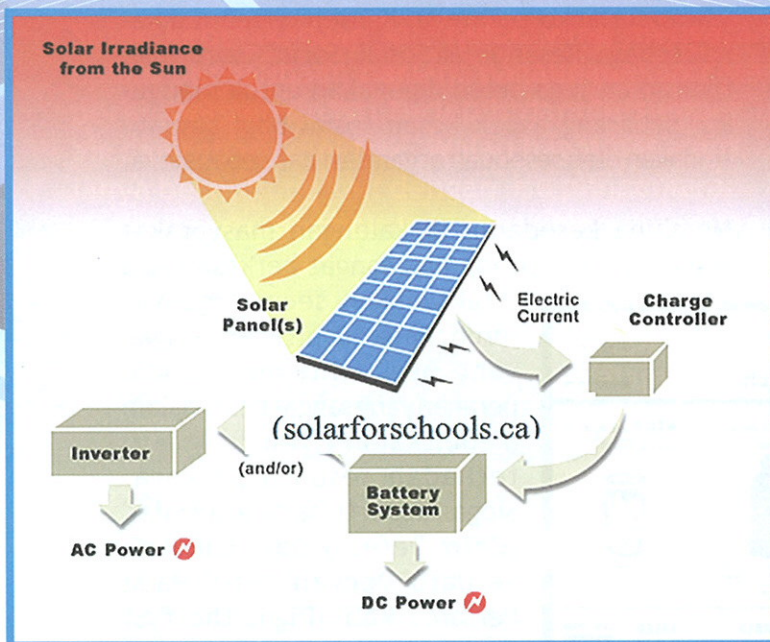 Solar Irradiance
from the Sun
Solar
Panel(s)
Electric
Current
Charge
Controller
(solarforschools.ca)
Inverter
(and/or)
Battery
System
AC Power
DC Power